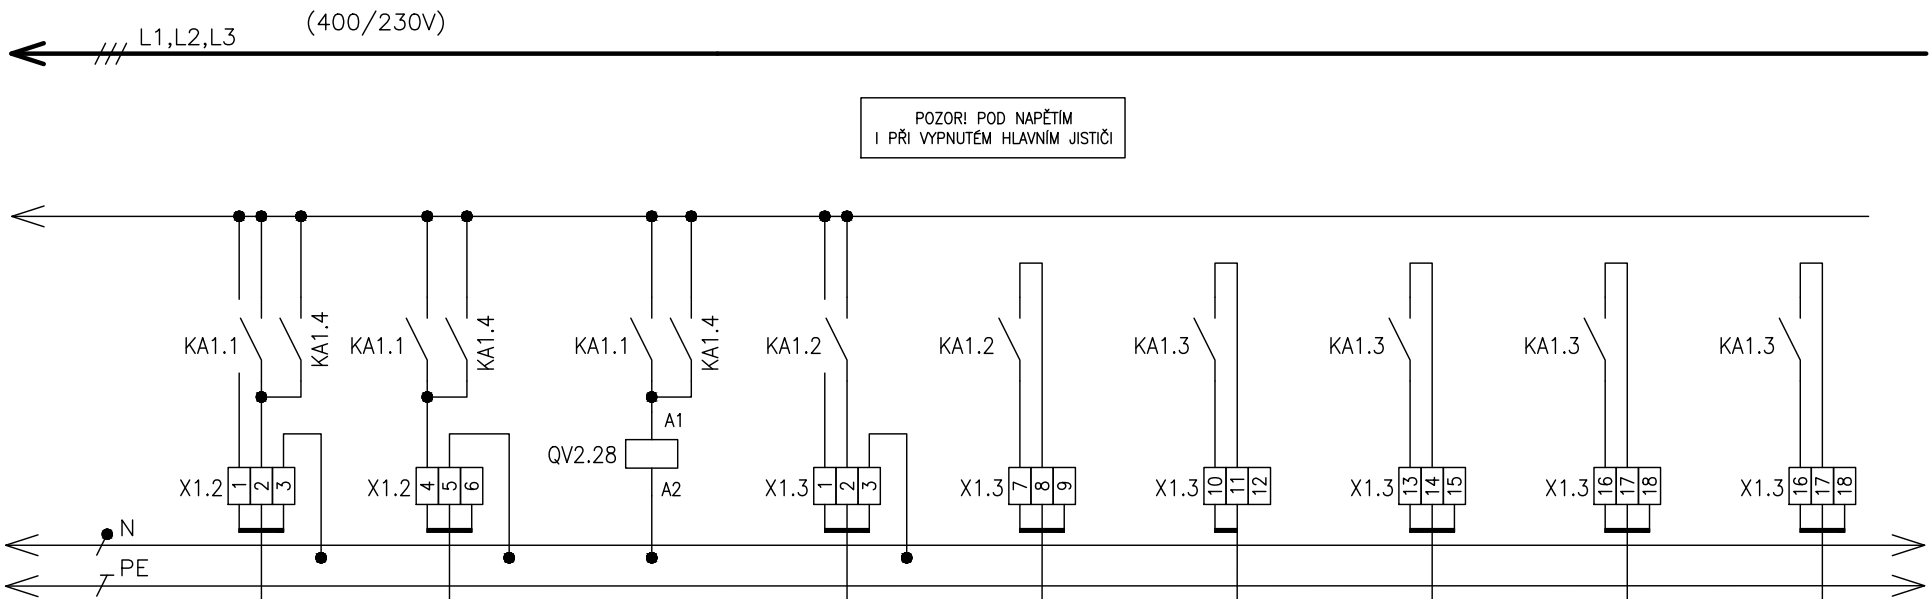 (400/230V)
L1,L2,L3
POZOR! POD NAPĚTÍM
I PŘI VYPNUTÉM HLAVNÍM JISTIČI
KA1.1
KA1.4
KA1.1
KA1.4
KA1.1
KA1.4
KA1.2
KA1.2
KA1.3
KA1.3
KA1.3
KA1.3
A1
QV2.28
A2
X1.2 1 2 3
X1.2 4 5 6
X1.3 1 2 3
X1.3 7 8 9
X1.3 10 11 12
X1.3 13 14 15
X1.3 16 17 18
X1.3 16 17 18
N
PE